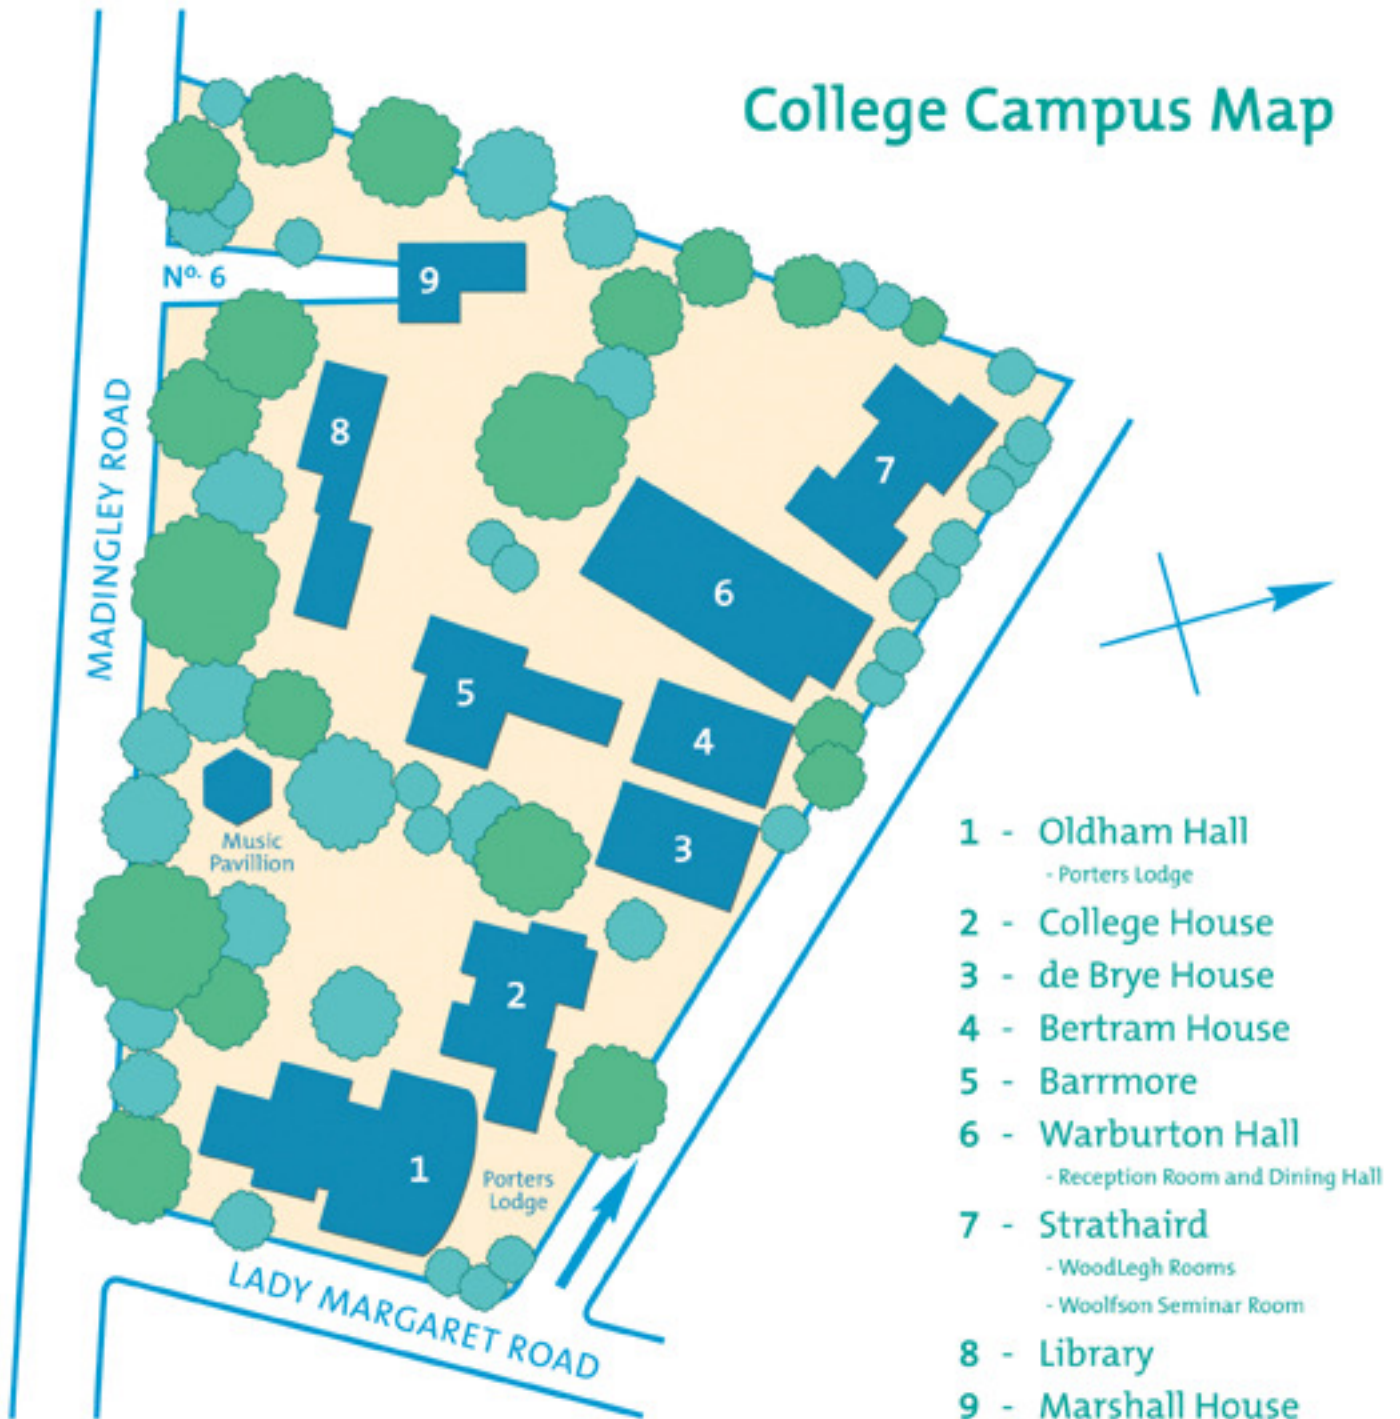 College Campus Map
Nº. 6
9
8
MADINGLEY ROAD
7
6
5
4
3
Music
Pavillion
2
1
Porters
Lodge
LADY MARGARET ROAD
1 - Oldham Hall
- Porters Lodge
2 - College House
3 - de Brye House
4 - Bertram House
5 - Barrmore
6 - Warburton Hall
- Reception Room and Dining Hall
7 - Strathaird
- WoodLegh Rooms
- Woolfson Seminar Room
8 - Library
9 - Marshall House